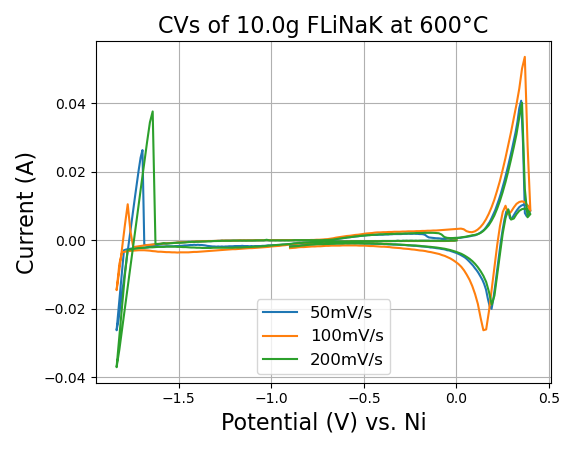 CVs of 10.0g FLiNaK at 600°C
Current (A)
0.04
0.02
0.00
−0.02
−0.04
50mV/s
100mV/s
200mV/s
−1.5
−1.0
−0.5
0.0
0.5
Potential (V) vs. Ni